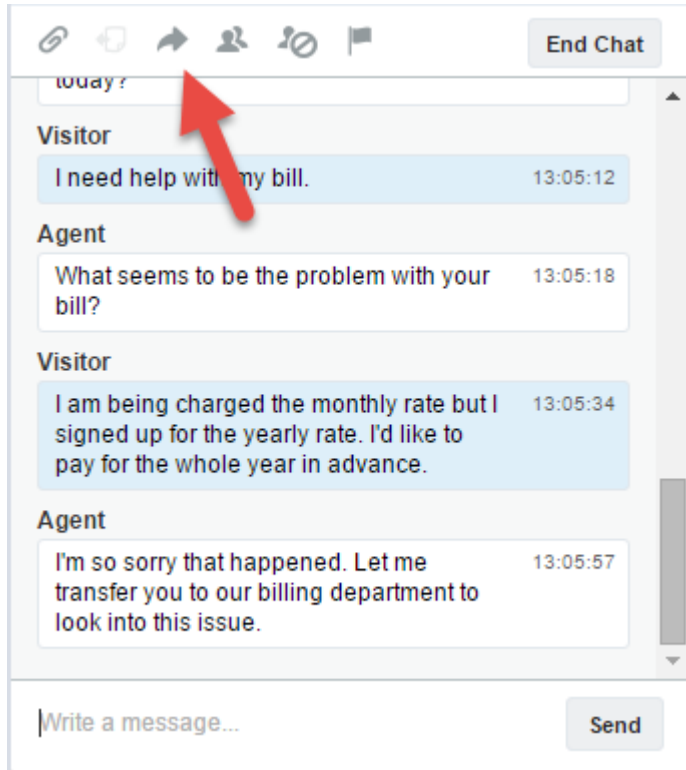 End Chat
today?
Visitor
I need help with my bill. 13:05:12
Agent
What seems to be the problem with your 13:05:18
bill?
Visitor
I am being charged the monthly rate but I 13:05:34
signed up for the yearly rate. I'd like to
pay for the whole year in advance.
Agent
I'm so sorry that happened. Let me 13:05:57
transfer you to our billing department to
look into this issue.
Write a message...
Send